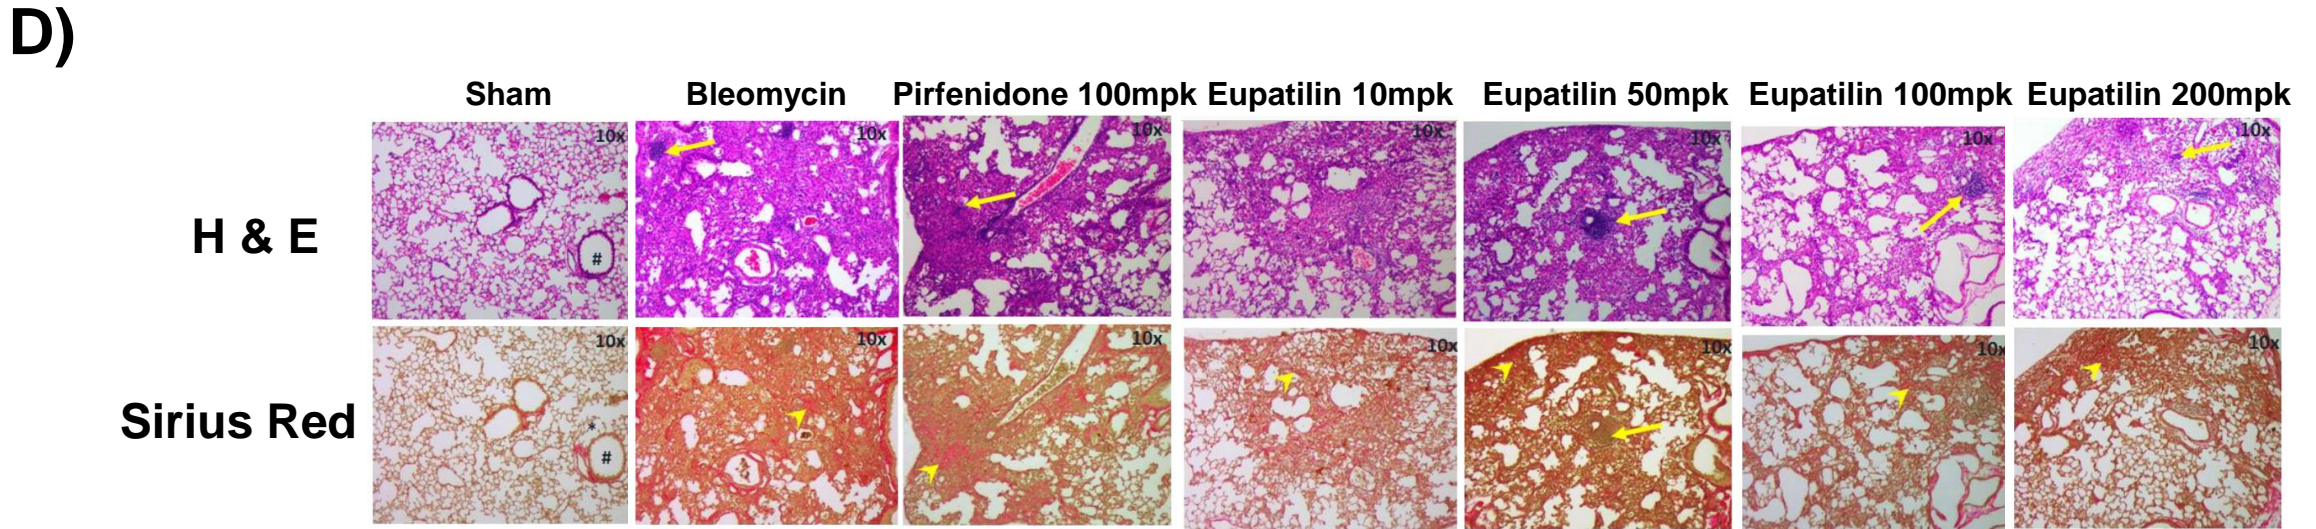 D)
Sham Bleomycin Pirfenidone 100mpk Eupatilin 10mpk Eupatilin 50mpk Eupatilin 100mpk Eupatilin 200mpk
10x 10x 10x 10x 10x 10x 10x
H & E
#
10x 10x 10x 10x 10x 10x 10x
Sirius Red
*
#